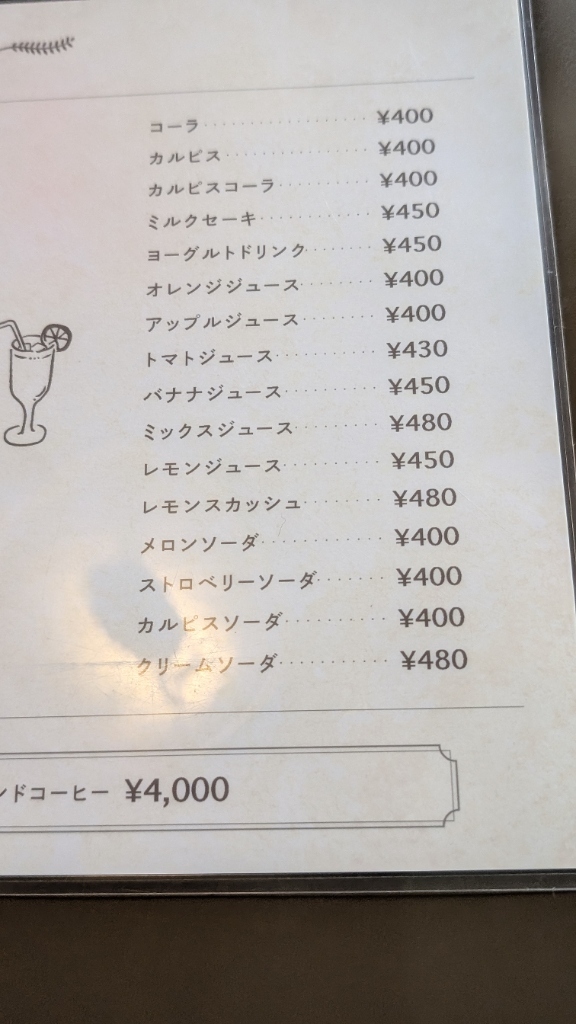 コーラ ¥400
カルピス ¥400
カルピスコーラ ¥400
ミルクセーキ ¥450
ヨーグルトドリンク ¥450
オレンジジュース ¥400
アップルジュース ¥400
トマトジュース ¥430
バナナジュース ¥450
ミックスジュース ¥480
レモンジュース ¥450
レモンスカッシュ ¥480
メロンソーダ ¥400
ストロベリーソーダ ¥400
カルピスソーダ ¥400
クリームソーダ ¥480
ンドコーヒー ¥4,000